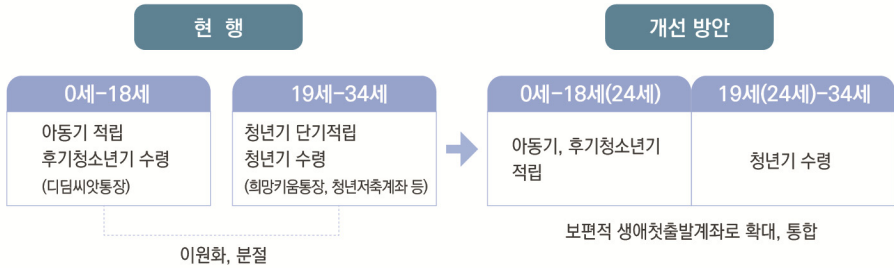 현 행
개선 방안
0세-18세
아동기 적립
후기청소년기 수령
(디딤씨앗통장)
19세-34세
청년기 단기적립
청년기 수령
(희망키움통장, 청년저축계좌 등)
0세-18세(24세)
아동기, 후기청소년기
적립
19세(24세)-34세
청년기 수령
이원화, 분절
보편적 생애첫출발계좌로 확대, 통합